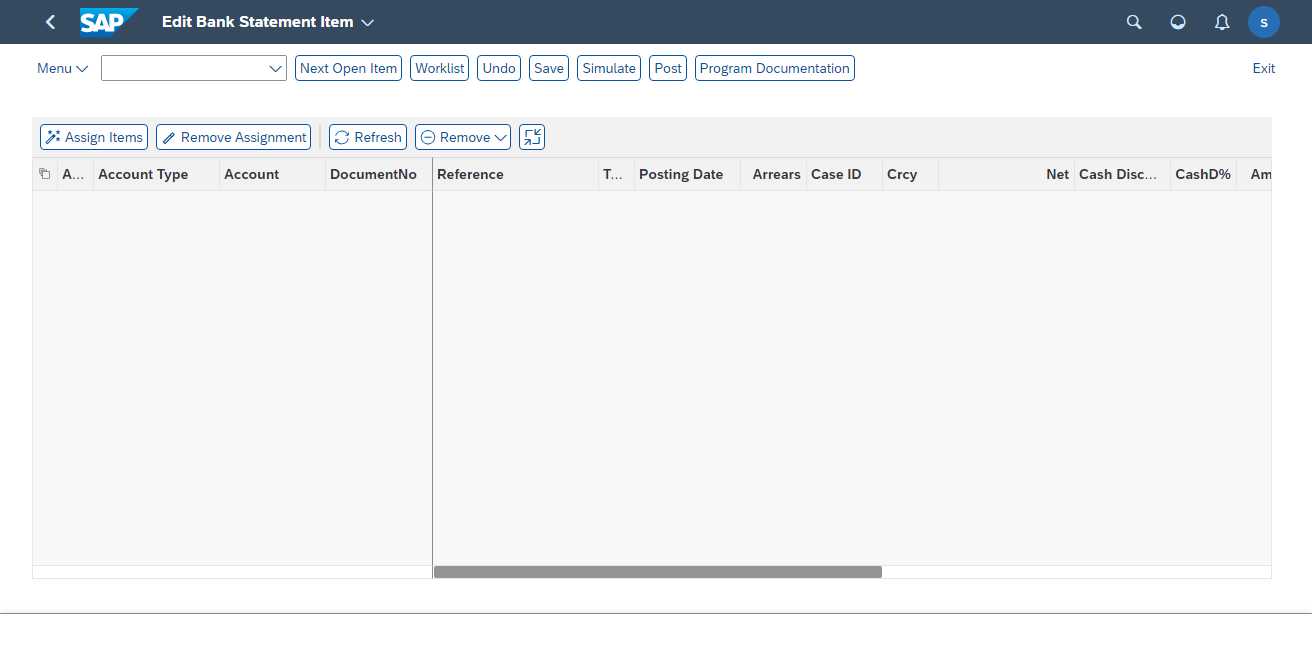 SAP Edit Bank Statement Item S
Menu Next Open Item Worklist Undo Save Simulate Post Program Documentation Exit
Assign Items Remove Assignment Refresh Remove
A... Account Type Account DocumentNo Reference T... Posting Date Arrears Case ID Crcy Net Cash Disc... CashD% Am